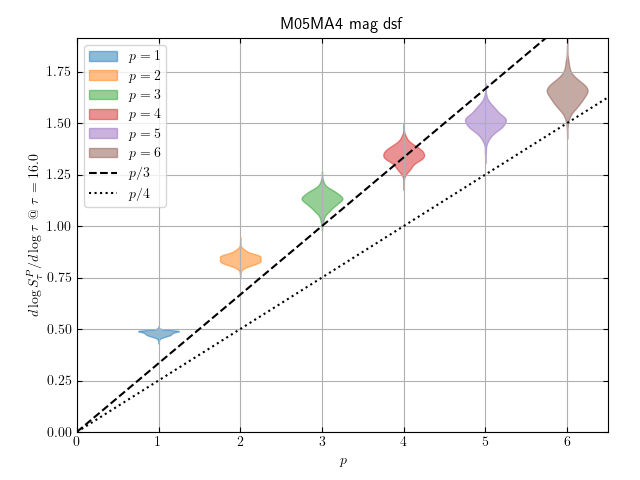 M05MA4 mag dsf
p = 1
p = 2
p = 3
p = 4
p = 5
p = 6
p/3
p/4
d log S_τ^p / d log τ @ τ = 16.0
1.75
1.50
1.25
1.00
0.75
0.50
0.25
0.00
0 1 2 3 4 5 6
p